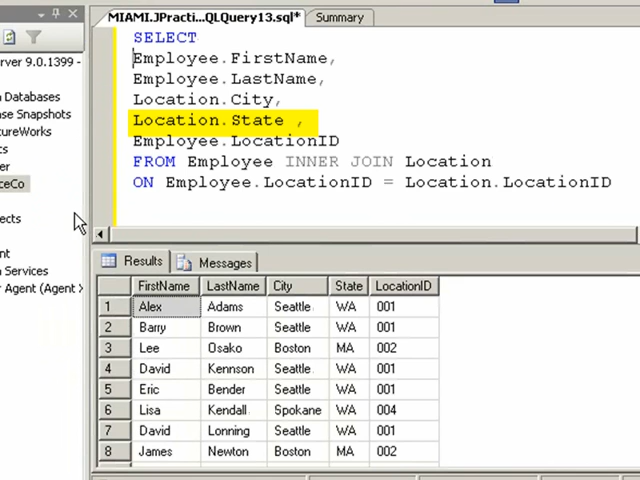 MIAMI.JPracti...QLQuery13.sql* Summary
SELECT
Employee.FirstName,
Employee.LastName,
Location.City,
Location.State ,
Employee.LocationID
FROM Employee INNER JOIN Location
ON Employee.LocationID = Location.LocationID
erver 9.0.1399 -
n Databases
ase Snapshots
tureWorks
ts
er
iceCo
ects
nt
n Services
r Agent (Agent X
Results Messages
FirstName LastName City State LocationID
1 Alex Adams Seattle WA 001
2 Barry Brown Seattle WA 001
3 Lee Osako Boston MA 002
4 David Kennson Seattle WA 001
5 Eric Bender Seattle WA 001
6 Lisa Kendall Spokane WA 004
7 David Lonning Seattle WA 001
8 James Newton Boston MA 002